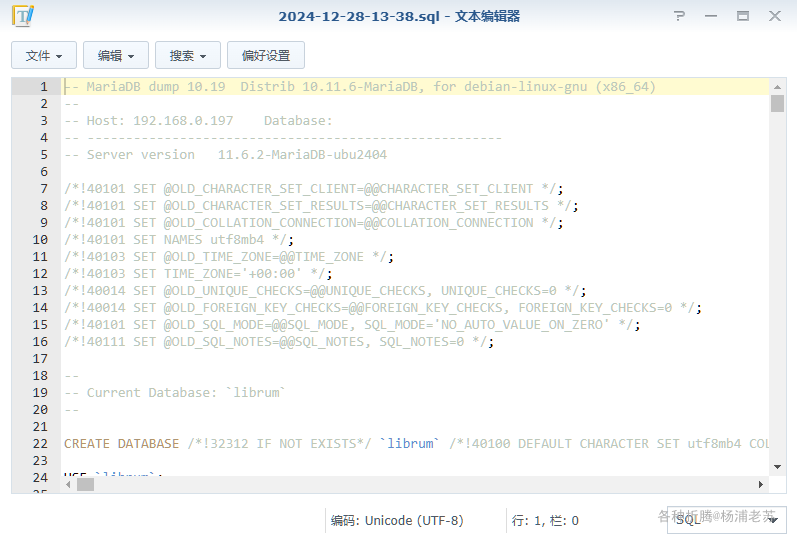 2024-12-28-13-38.sql - 文本编辑器
文件 编辑 搜索 偏好设置
1 -- MariaDB dump 10.19  Distrib 10.11.6-MariaDB, for debian-linux-gnu (x86_64)
2 --
3 -- Host: 192.168.0.197    Database:
4 -- ------------------------------------------------------
5 -- Server version   11.6.2-MariaDB-ubu2404
6
7 /*!40101 SET @OLD_CHARACTER_SET_CLIENT=@@CHARACTER_SET_CLIENT */;
8 /*!40101 SET @OLD_CHARACTER_SET_RESULTS=@@CHARACTER_SET_RESULTS */;
9 /*!40101 SET @OLD_COLLATION_CONNECTION=@@COLLATION_CONNECTION */;
10 /*!40101 SET NAMES utf8mb4 */;
11 /*!40103 SET @OLD_TIME_ZONE=@@TIME_ZONE */;
12 /*!40103 SET TIME_ZONE='+00:00' */;
13 /*!40014 SET @OLD_UNIQUE_CHECKS=@@UNIQUE_CHECKS, UNIQUE_CHECKS=0 */;
14 /*!40014 SET @OLD_FOREIGN_KEY_CHECKS=@@FOREIGN_KEY_CHECKS, FOREIGN_KEY_CHECKS=0 */;
15 /*!40101 SET @OLD_SQL_MODE=@@SQL_MODE, SQL_MODE='NO_AUTO_VALUE_ON_ZERO' */;
16 /*!40111 SET @OLD_SQL_NOTES=@@SQL_NOTES, SQL_NOTES=0 */;
17
18 --
19 -- Current Database: `librum`
20 --
21
22 CREATE DATABASE /*!32312 IF NOT EXISTS*/ `librum` /*!40100 DEFAULT CHARACTER SET utf8mb4 COL
23
24 USE `librum`;
25
编码: Unicode (UTF-8) 行: 1, 栏: 0 SQL
各种折腾@杨浦老苏